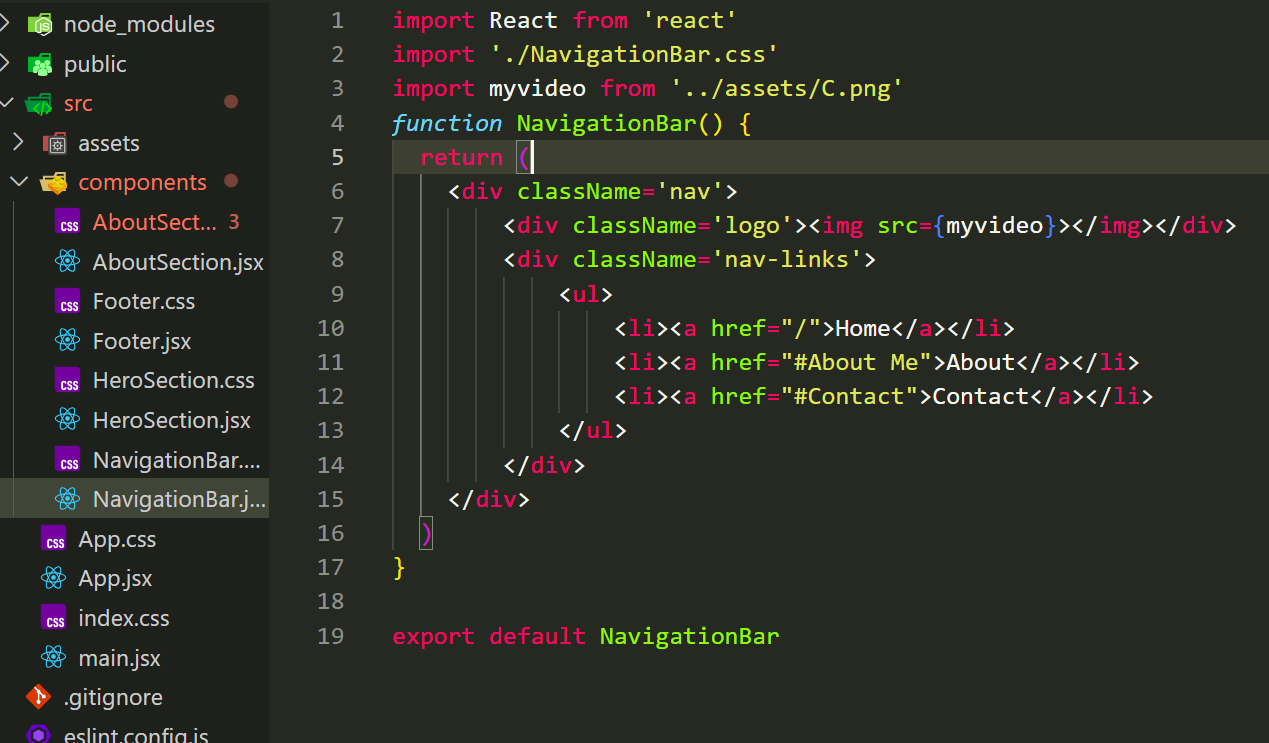 node_modules
public
src
assets
components
AboutSect... 3
AboutSection.jsx
Footer.css
Footer.jsx
HeroSection.css
HeroSection.jsx
NavigationBar....
NavigationBar.j...
App.css
App.jsx
index.css
main.jsx
.gitignore
eslint.config.js
1 import React from 'react'
2 import './NavigationBar.css'
3 import myvideo from '../assets/C.png'
4 function NavigationBar() {
5 return (
6 <div className='nav'>
7 <div className='logo'><img src={myvideo}></img></div>
8 <div className='nav-links'>
9 <ul>
10 <li><a href="/">Home</a></li>
11 <li><a href="#About Me">About</a></li>
12 <li><a href="#Contact">Contact</a></li>
13 </ul>
14 </div>
15 </div>
16 )
17 }
18
19 export default NavigationBar